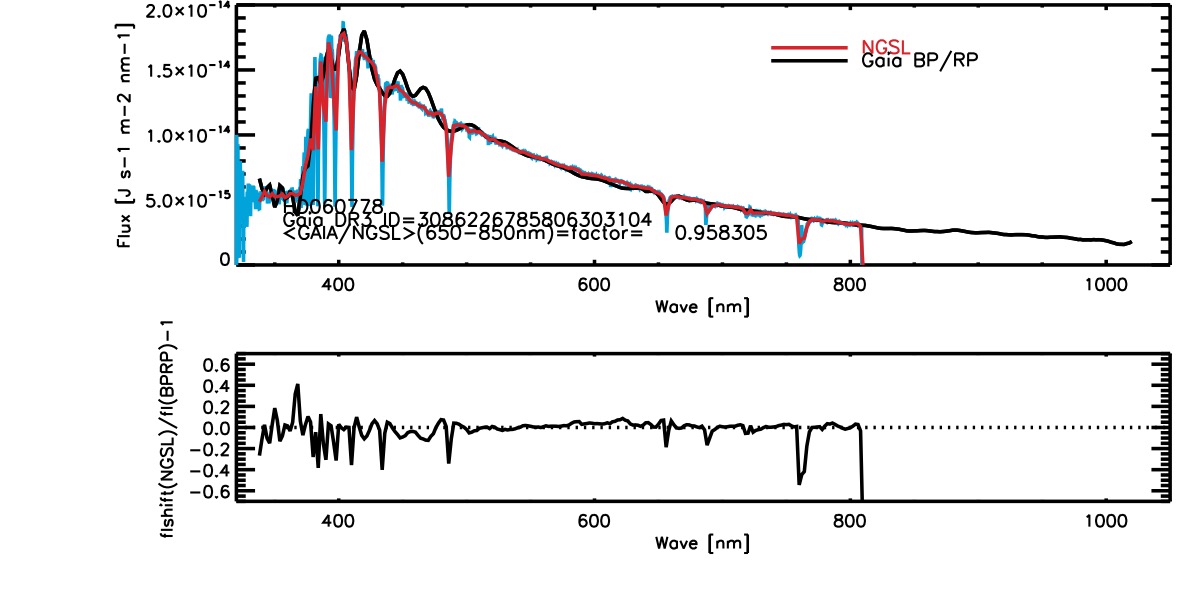 2.0×10⁻¹⁴
1.5×10⁻¹⁴
1.0×10⁻¹⁴
5.0×10⁻¹⁵
0
Flux [J s−1 m−2 nm−1]
NGSL
Gaia BP/RP
HD060778
Gaia DR3 ID=3086226785806303104
<GAIA/NGSL>(650−850nm)=factor= 0.958305
400 600 800 1000
Wave [nm]
flshift(NGSL)/fl(BPRP)−1
0.6
0.4
0.2
0.0
−0.2
−0.4
−0.6
400 600 800 1000
Wave [nm]